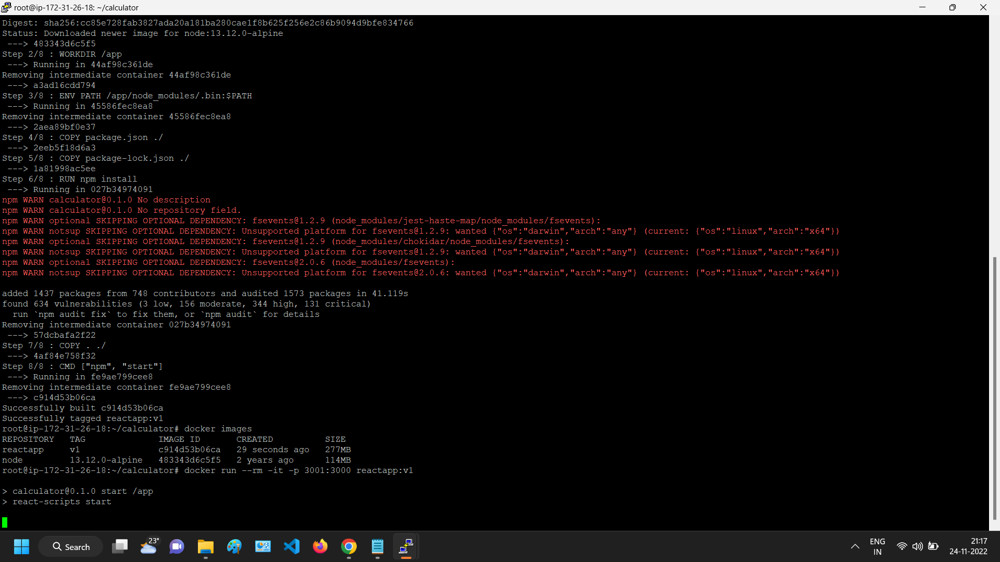 root@ip-172-31-26-18: ~/calculator
Digest: sha256:cc85e728fab3827ada20a181ba280cae1f8b625f256e2c86b9094d9bfe834766
Status: Downloaded newer image for node:13.12.0-alpine
 ---> 483343d6c5f5
Step 2/8 : WORKDIR /app
 ---> Running in 44af98c361de
Removing intermediate container 44af98c361de
 ---> a3ad16cdd794
Step 3/8 : ENV PATH /app/node_modules/.bin:$PATH
 ---> Running in 45586fec8ea8
Removing intermediate container 45586fec8ea8
 ---> 2aea89bf0e37
Step 4/8 : COPY package.json ./
 ---> 2eeb5f18d6a3
Step 5/8 : COPY package-lock.json ./
 ---> 1a81998ac5ee
Step 6/8 : RUN npm install
 ---> Running in 027b34974091
npm WARN calculator@0.1.0 No description
npm WARN calculator@0.1.0 No repository field.
npm WARN optional SKIPPING OPTIONAL DEPENDENCY: fsevents@1.2.9 (node_modules/jest-haste-map/node_modules/fsevents):
npm WARN notsup SKIPPING OPTIONAL DEPENDENCY: Unsupported platform for fsevents@1.2.9: wanted {"os":"darwin","arch":"any"} (current: {"os":"linux","arch":"x64"})
npm WARN optional SKIPPING OPTIONAL DEPENDENCY: fsevents@1.2.9 (node_modules/chokidar/node_modules/fsevents):
npm WARN notsup SKIPPING OPTIONAL DEPENDENCY: Unsupported platform for fsevents@1.2.9: wanted {"os":"darwin","arch":"any"} (current: {"os":"linux","arch":"x64"})
npm WARN optional SKIPPING OPTIONAL DEPENDENCY: fsevents@2.0.6 (node_modules/fsevents):
npm WARN notsup SKIPPING OPTIONAL DEPENDENCY: Unsupported platform for fsevents@2.0.6: wanted {"os":"darwin","arch":"any"} (current: {"os":"linux","arch":"x64"})
added 1437 packages from 748 contributors and audited 1573 packages in 41.119s
found 634 vulnerabilities (3 low, 156 moderate, 344 high, 131 critical)
  run `npm audit fix` to fix them, or `npm audit` for details
Removing intermediate container 027b34974091
 ---> 57dcbafa2f22
Step 7/8 : COPY . ./
 ---> 4af84e758f32
Step 8/8 : CMD ["npm", "start"]
 ---> Running in fe9ae799cee8
Removing intermediate container fe9ae799cee8
 ---> c914d53b06ca
Successfully built c914d53b06ca
Successfully tagged reactapp:v1
root@ip-172-31-26-18:~/calculator# docker images
REPOSITORY   TAG              IMAGE ID       CREATED          SIZE
reactapp     v1               c914d53b06ca   29 seconds ago   277MB
node         13.12.0-alpine   483343d6c5f5   2 years ago      114MB
root@ip-172-31-26-18:~/calculator# docker run --rm -it -p 3001:3000 reactapp:v1
> calculator@0.1.0 start /app
> react-scripts start
Search
23°
ENG
IN
21:17
24-11-2022